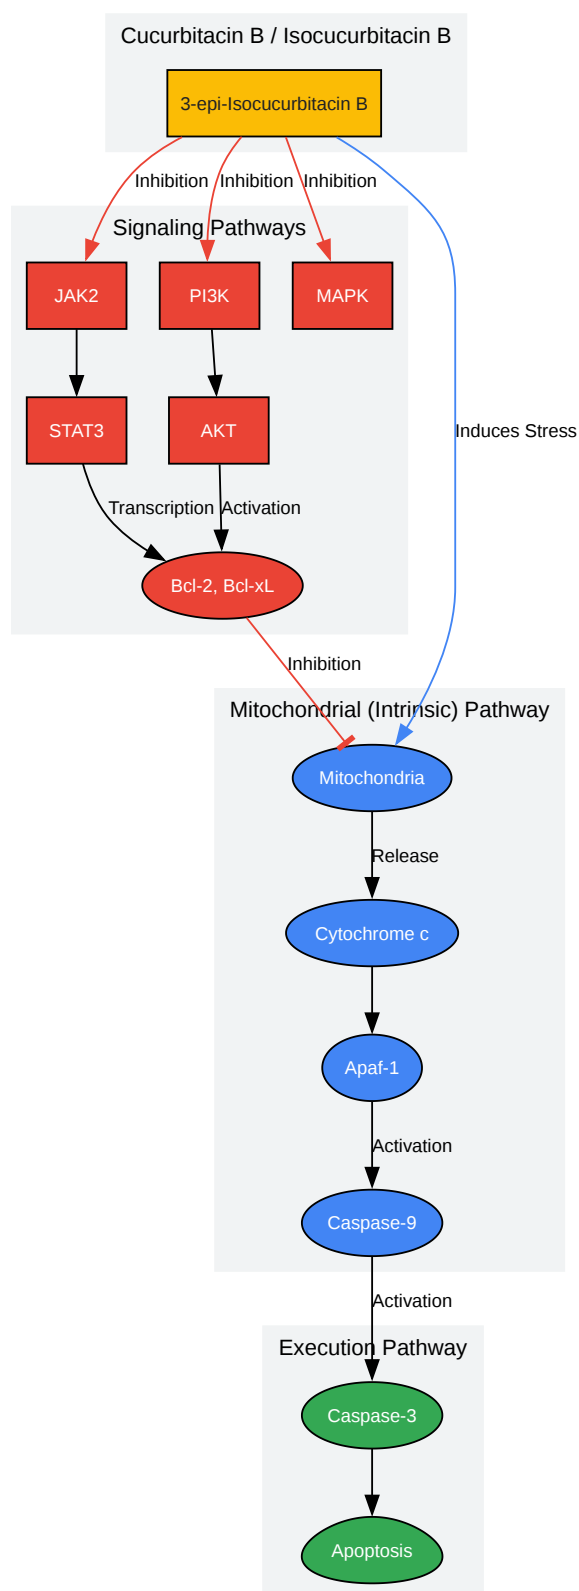 Cucurbitacin B / Isocucurbitacin B
3-epi-Isocucurbitacin B
Inhibition
Inhibition
Inhibition
Signaling Pathways
JAK2
PI3K
MAPK
STAT3
AKT
Induces Stress
Transcription
Activation
Bcl-2, Bcl-xL
Inhibition
Mitochondrial (Intrinsic) Pathway
Mitochondria
Release
Cytochrome c
Apaf-1
Activation
Caspase-9
Activation
Execution Pathway
Caspase-3
Apoptosis